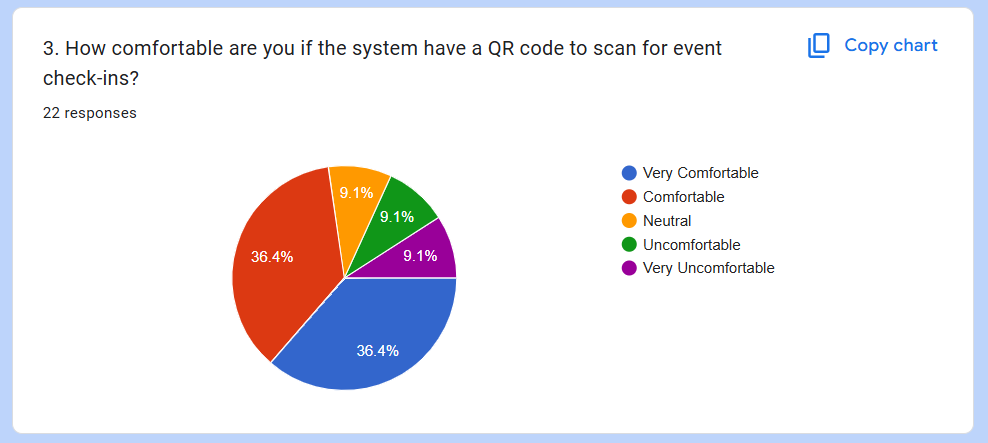 3. How comfortable are you if the system have a QR code to scan for event
check-ins?
Copy chart
22 responses
9.1%
9.1%
9.1%
36.4%
36.4%
Very Comfortable
Comfortable
Neutral
Uncomfortable
Very Uncomfortable